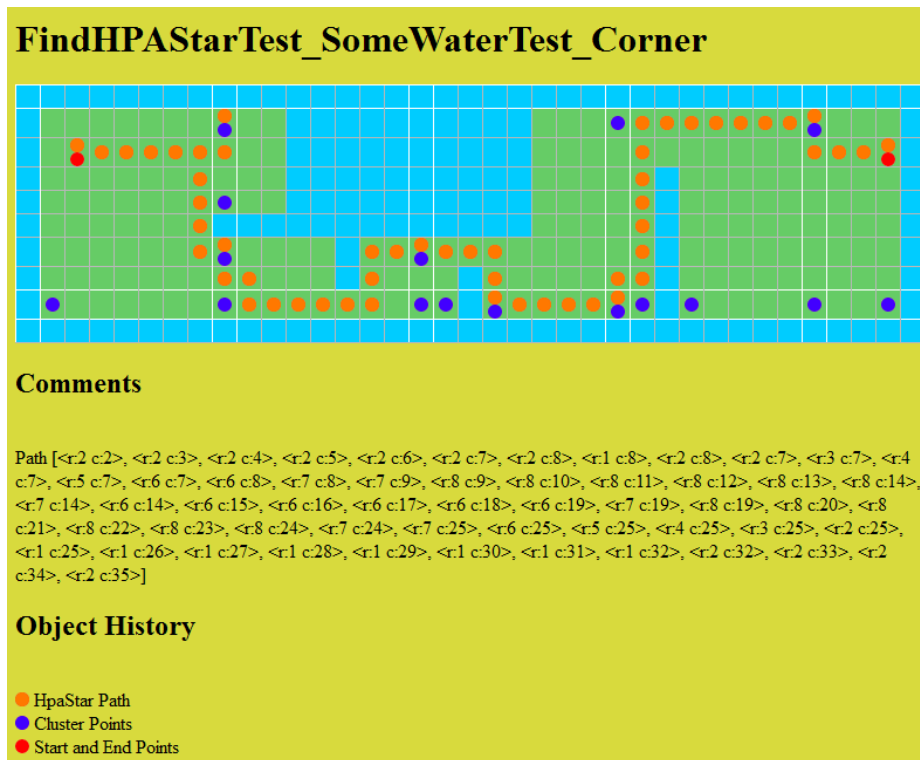 FindHPAStarTest_SomeWaterTest_Corner
Comments
Path [<r:2 c:2>, <r:2 c:3>, <r:2 c:4>, <r:2 c:5>, <r:2 c:6>, <r:2 c:7>, <r:2 c:8>, <r:1 c:8>, <r:2 c:8>, <r:2 c:7>, <r:3 c:7>, <r:4
c:7>, <r:5 c:7>, <r:6 c:7>, <r:6 c:8>, <r:7 c:8>, <r:7 c:9>, <r:8 c:9>, <r:8 c:10>, <r:8 c:11>, <r:8 c:12>, <r:8 c:13>, <r:8 c:14>,
<r:7 c:14>, <r:6 c:14>, <r:6 c:15>, <r:6 c:16>, <r:6 c:17>, <r:6 c:18>, <r:6 c:19>, <r:7 c:19>, <r:8 c:19>, <r:8 c:20>, <r:8
c:21>, <r:8 c:22>, <r:8 c:23>, <r:8 c:24>, <r:7 c:24>, <r:7 c:25>, <r:6 c:25>, <r:5 c:25>, <r:4 c:25>, <r:3 c:25>, <r:2 c:25>,
<r:1 c:25>, <r:1 c:26>, <r:1 c:27>, <r:1 c:28>, <r:1 c:29>, <r:1 c:30>, <r:1 c:31>, <r:1 c:32>, <r:2 c:32>, <r:2 c:33>, <r:2
c:34>, <r:2 c:35>]
Object History
HpaStar Path
Cluster Points
Start and End Points